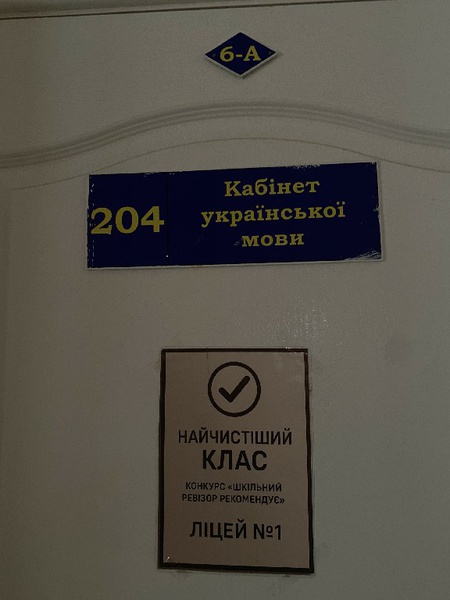 6-А
204
Кабінет
української
мови
НАЙЧИСТІШИЙ
КЛАС
КОНКУРС «ШКІЛЬНИЙ
РЕВІЗОР РЕКОМЕНДУЄ»
ЛІЦЕЙ №1